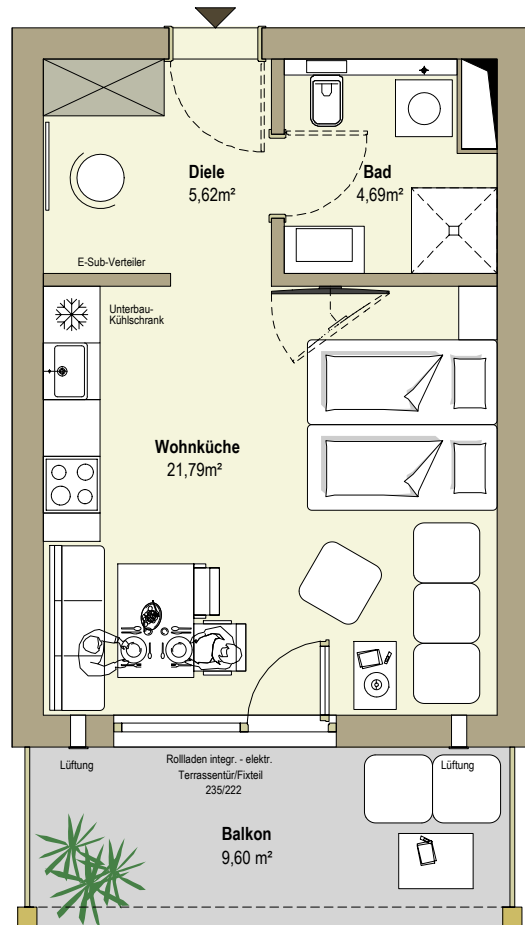 Diele
5,62m²
Bad
4,69m²
E-Sub-Verteiler
Unterbau-
Kühlschrank
Wohnküche
21,79m²
Lüftung
Rollladen integr. - elektr.
Terrassentür/Fixteil
235/222
Lüftung
Balkon
9,60 m²